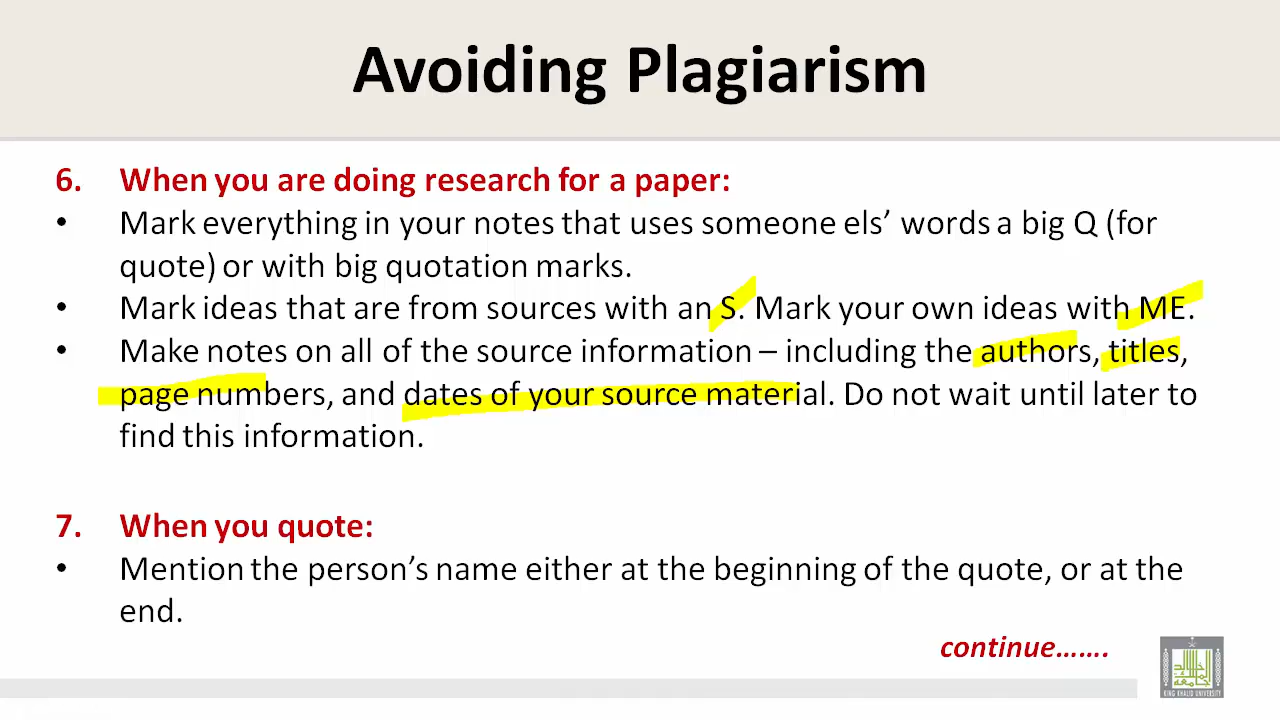 Avoiding Plagiarism
6. When you are doing research for a paper:
• Mark everything in your notes that uses someone els’ words a big Q (for
quote) or with big quotation marks.
• Mark ideas that are from sources with an S. Mark your own ideas with ME.
• Make notes on all of the source information – including the authors, titles,
page numbers, and dates of your source material. Do not wait until later to
find this information.
7. When you quote:
• Mention the person’s name either at the beginning of the quote, or at the
end.
continue…….
KING KHALID UNIVERSITY